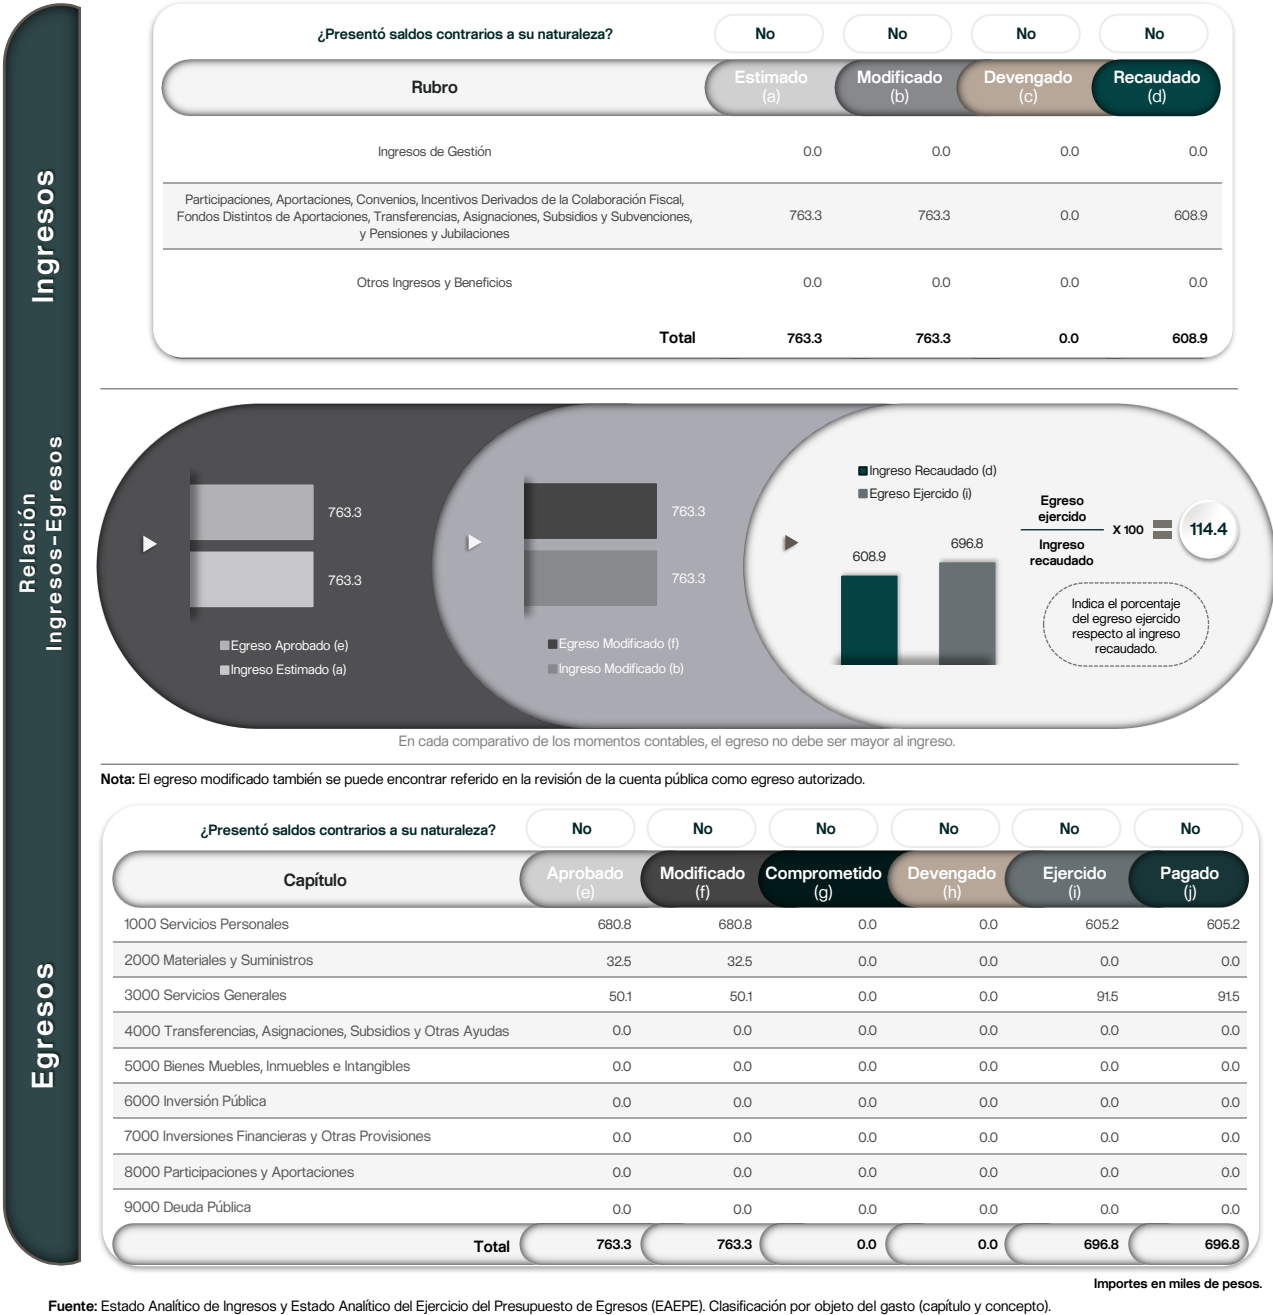 Ingresos
¿Presentó saldos contrarios a su naturaleza? No No No No
Rubro Estimado (a) Modificado (b) Devengado (c) Recaudado (d)
Ingresos de Gestión 0.0 0.0 0.0 0.0
Participaciones, Aportaciones, Convenios, Incentivos Derivados de la Colaboración Fiscal,
Fondos Distintos de Aportaciones, Transferencias, Asignaciones, Subsidios y Subvenciones, 763.3 763.3 0.0 608.9
y Pensiones y Jubilaciones
Otros Ingresos y Beneficios 0.0 0.0 0.0 0.0
Total 763.3 763.3 0.0 608.9
Relación
Ingresos-Egresos
763.3
763.3
Egreso Aprobado (e)
Ingreso Estimado (a)
763.3
763.3
Egreso Modificado (f)
Ingreso Modificado (b)
Ingreso Recaudado (d)
Egreso Ejercido (i)
608.9
696.8
Egreso
ejercido
Ingreso
recaudado
X 100
114.4
Indica el porcentaje
del egreso ejercido
respecto al ingreso
recaudado.
En cada comparativo de los momentos contables, el egreso no debe ser mayor al ingreso.
Nota: El egreso modificado también se puede encontrar referido en la revisión de la cuenta pública como egreso autorizado.
Egresos
¿Presentó saldos contrarios a su naturaleza? No No No No No No
Capítulo Aprobado (e) Modificado (f) Comprometido (g) Devengado (h) Ejercido (i) Pagado (j)
1000 Servicios Personales 680.8 680.8 0.0 0.0 605.2 605.2
2000 Materiales y Suministros 32.5 32.5 0.0 0.0 0.0 0.0
3000 Servicios Generales 50.1 50.1 0.0 0.0 91.5 91.5
4000 Transferencias, Asignaciones, Subsidios y Otras Ayudas 0.0 0.0 0.0 0.0 0.0 0.0
5000 Bienes Muebles, Inmuebles e Intangibles 0.0 0.0 0.0 0.0 0.0 0.0
6000 Inversión Pública 0.0 0.0 0.0 0.0 0.0 0.0
7000 Inversiones Financieras y Otras Provisiones 0.0 0.0 0.0 0.0 0.0 0.0
8000 Participaciones y Aportaciones 0.0 0.0 0.0 0.0 0.0 0.0
9000 Deuda Pública 0.0 0.0 0.0 0.0 0.0 0.0
Total 763.3 763.3 0.0 0.0 696.8 696.8
Importes en miles de pesos.
Fuente: Estado Analítico de Ingresos y Estado Analítico del Ejercicio del Presupuesto de Egresos (EAEPE). Clasificación por objeto del gasto (capítulo y concepto).